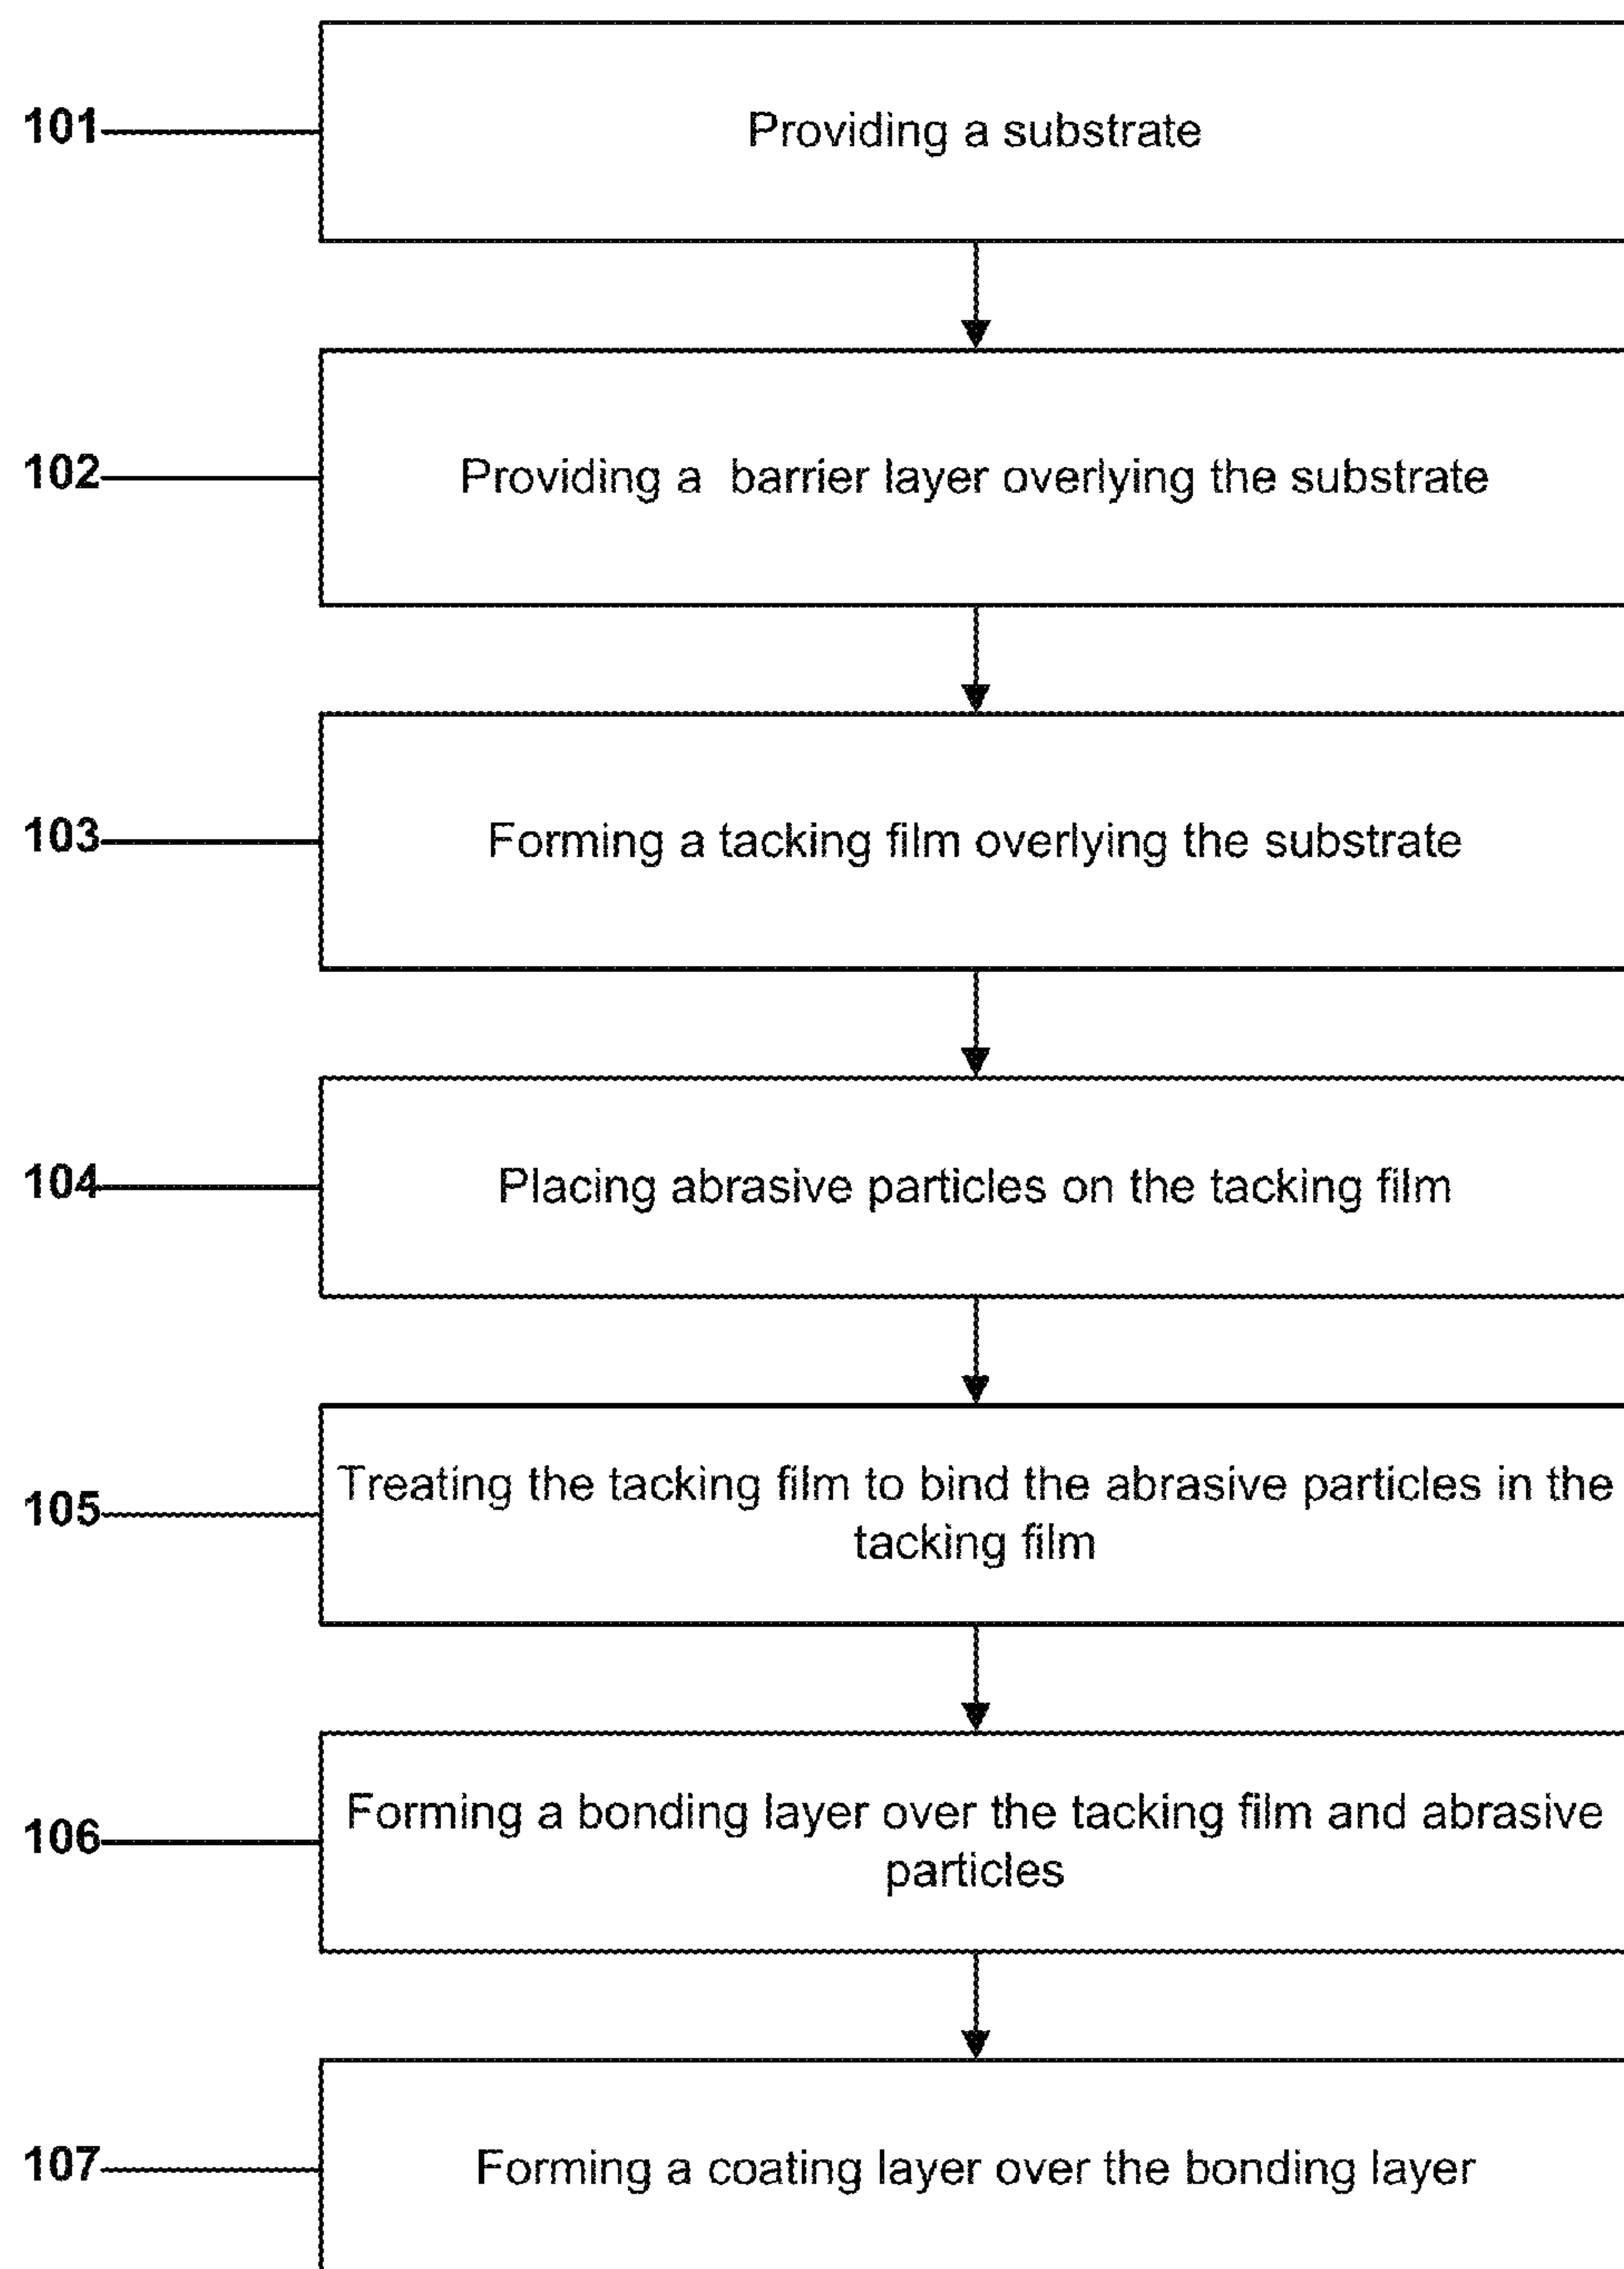 101
Providing a substrate
102
Providing a  barrier layer overlying the substrate
103
Forming a tacking film overlying the substrate
104
Placing abrasive particles on the tacking film
105
Treating the tacking film to bind the abrasive particles in the
tacking film
106
Forming a bonding layer over the tacking film and abrasive
particles
107
Forming a coating layer over the bonding layer